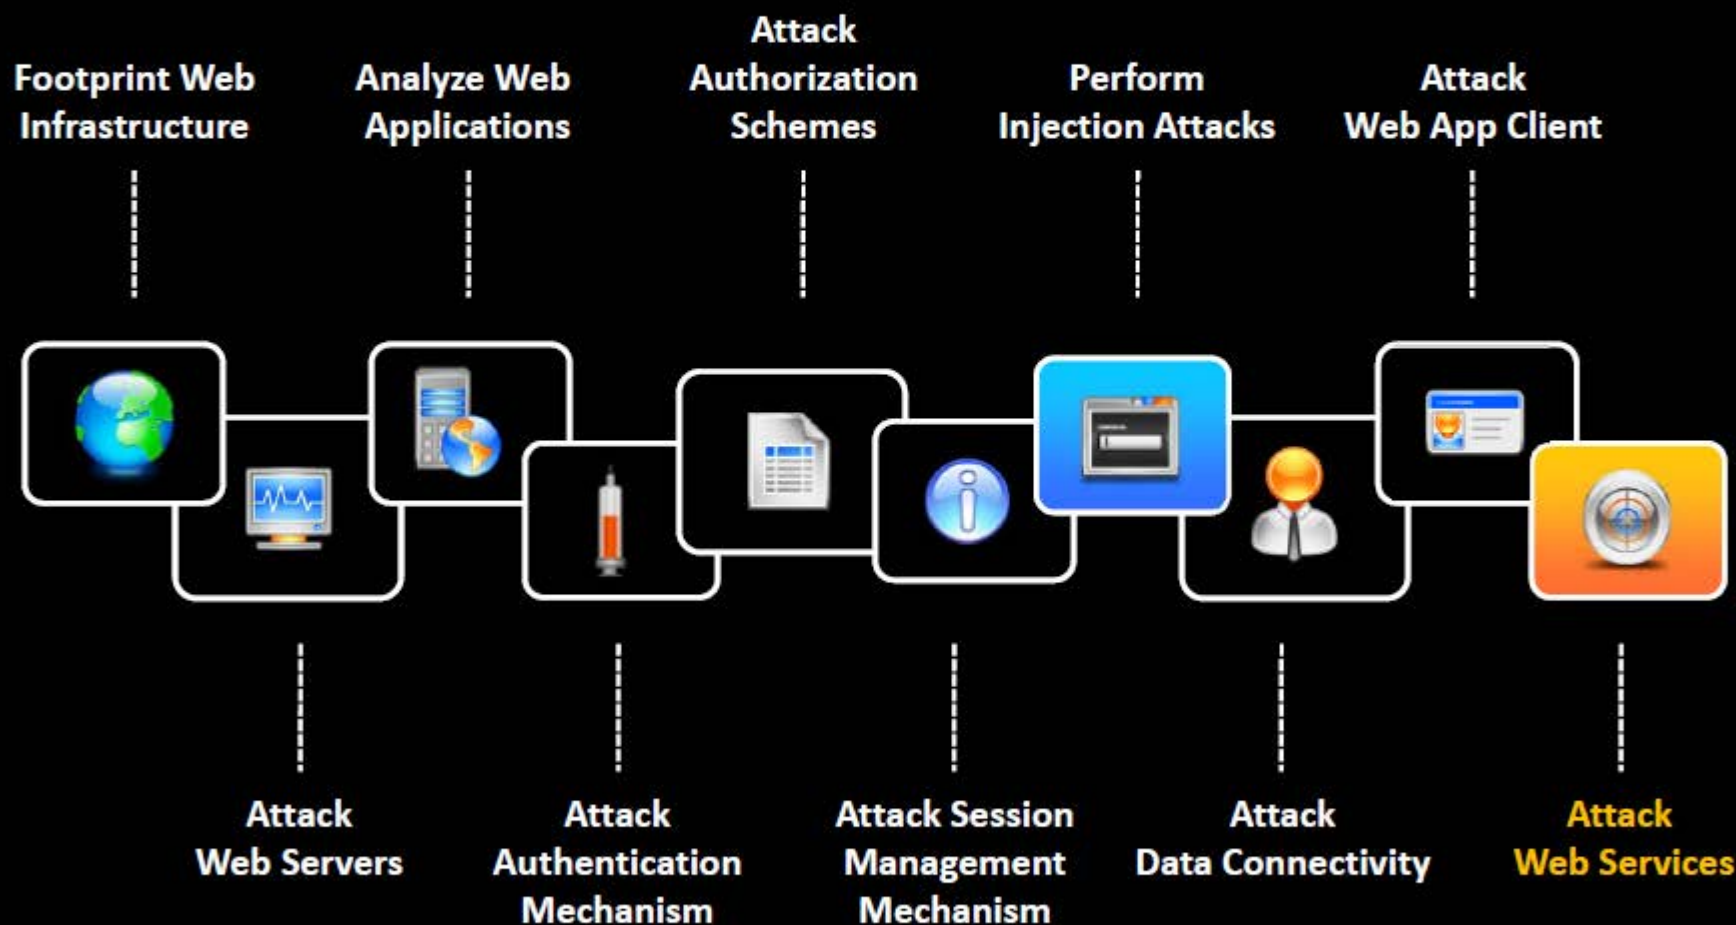 Footprint Web
Infrastructure
Analyze Web
Applications
Attack
Authorization
Schemes
Perform
Injection Attacks
Attack
Web App Client
Attack
Web Servers
Attack
Authentication
Mechanism
Attack Session
Management
Mechanism
Attack
Data Connectivity
Attack
Web Services